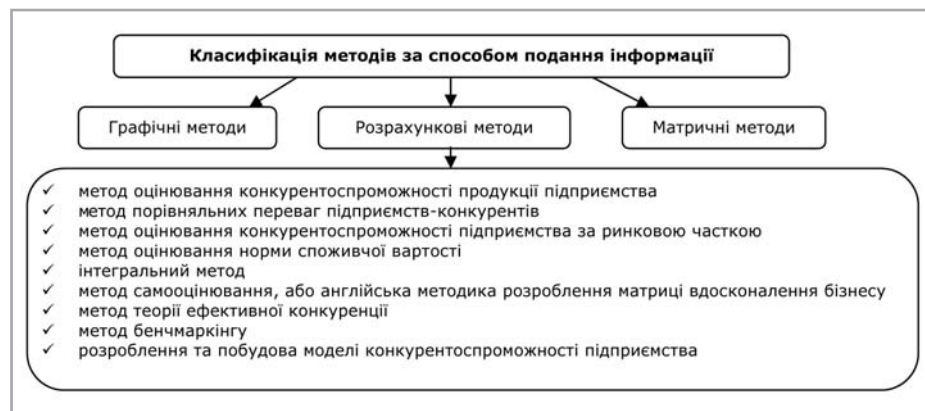 Класифікація методів за способом подання інформації
Графічні методи
Розрахункові методи
Матричні методи
✓ метод оцінювання конкурентоспроможності продукції підприємства
✓ метод порівняльних переваг підприємств-конкурентів
✓ метод оцінювання конкурентоспроможності підприємства за ринковою часткою
✓ метод оцінювання норми споживчої вартості
✓ інтегральний метод
✓ метод самооцінювання, або англійська методика розроблення матриці вдосконалення бізнесу
✓ метод теорії ефективної конкуренції
✓ метод бенчмаркінгу
✓ розроблення та побудова моделі конкурентоспроможності підприємства